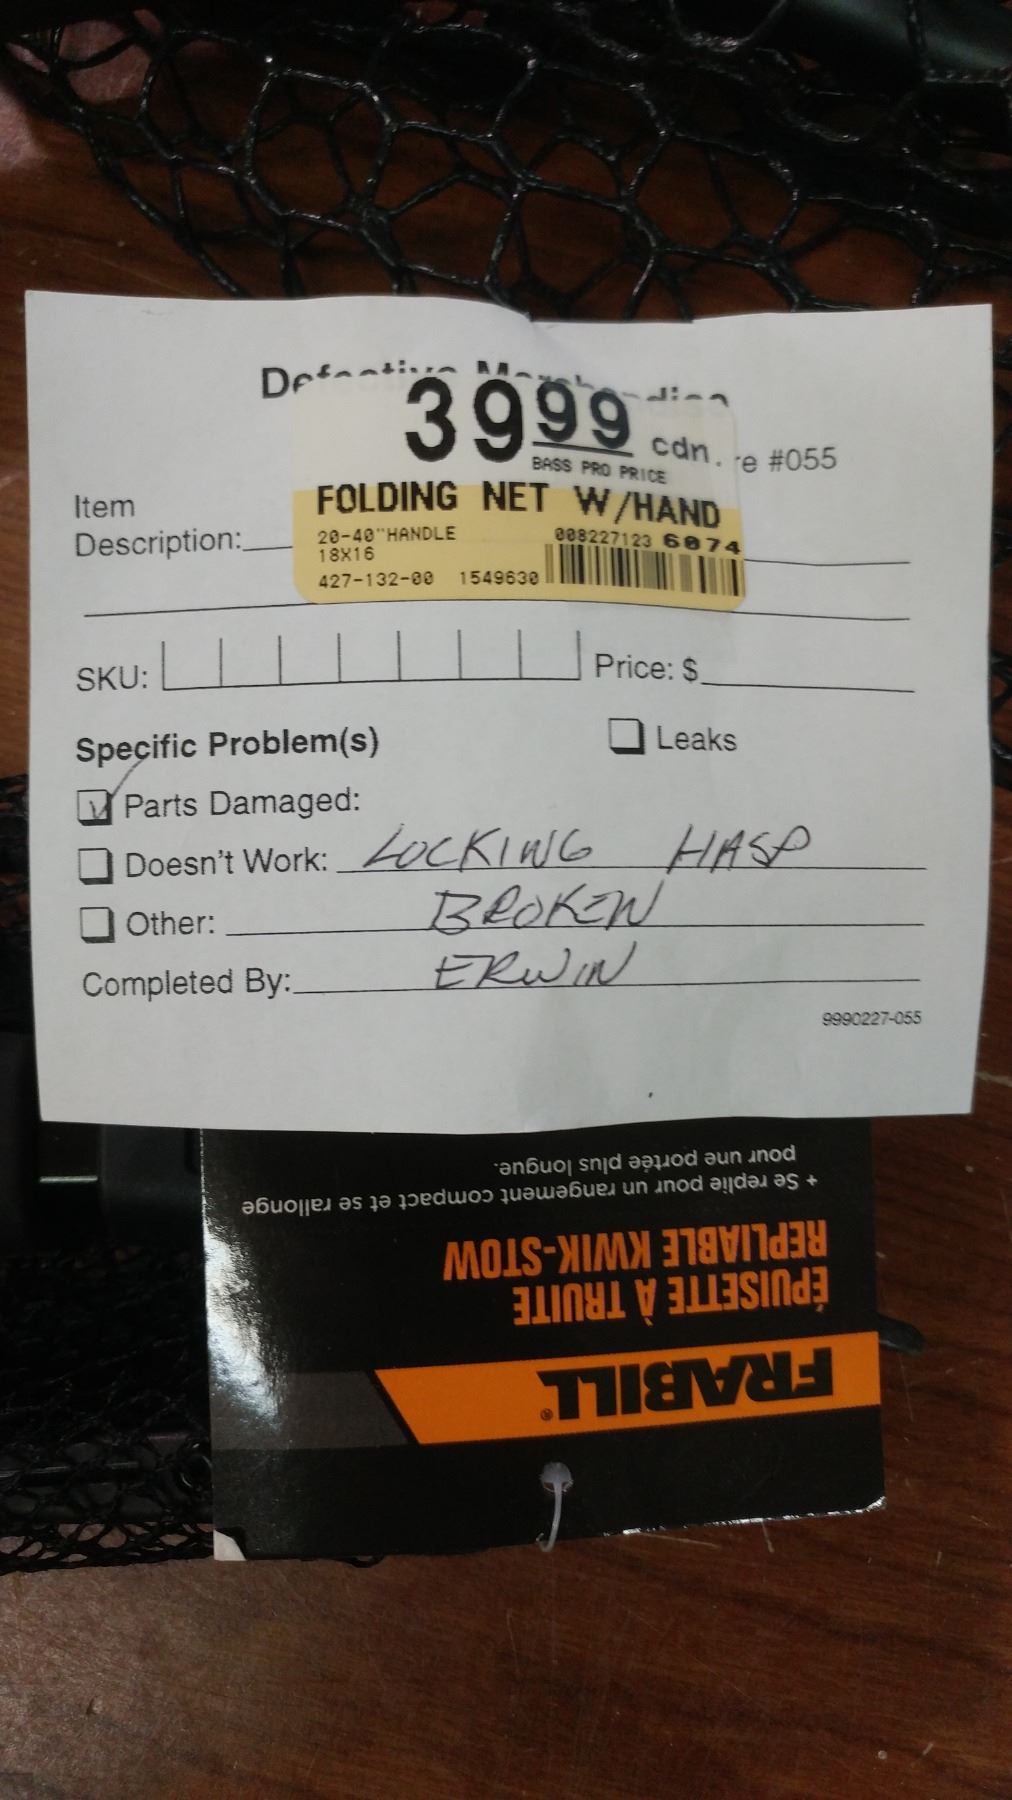 Defective Merchandise
3999 cdn.
BASS PRO PRICE
e #055
FOLDING NET W/HAND
20-40"HANDLE
18X16
008227123 6074
427-132-00 1549630
Item
Description:
SKU:
Price: $
Specific Problem(s)
Leaks
Parts Damaged:
Doesn't Work: LOCKING HASP
Other: BROKEN
Completed By: ERWIN
9990227-055
FRABILL®
ÉPUISETTE À TRUITE
REPLIABLE KWIK-STOW
+ Se replie pour un rangement compact et se rallonge
pour une portée plus longue.